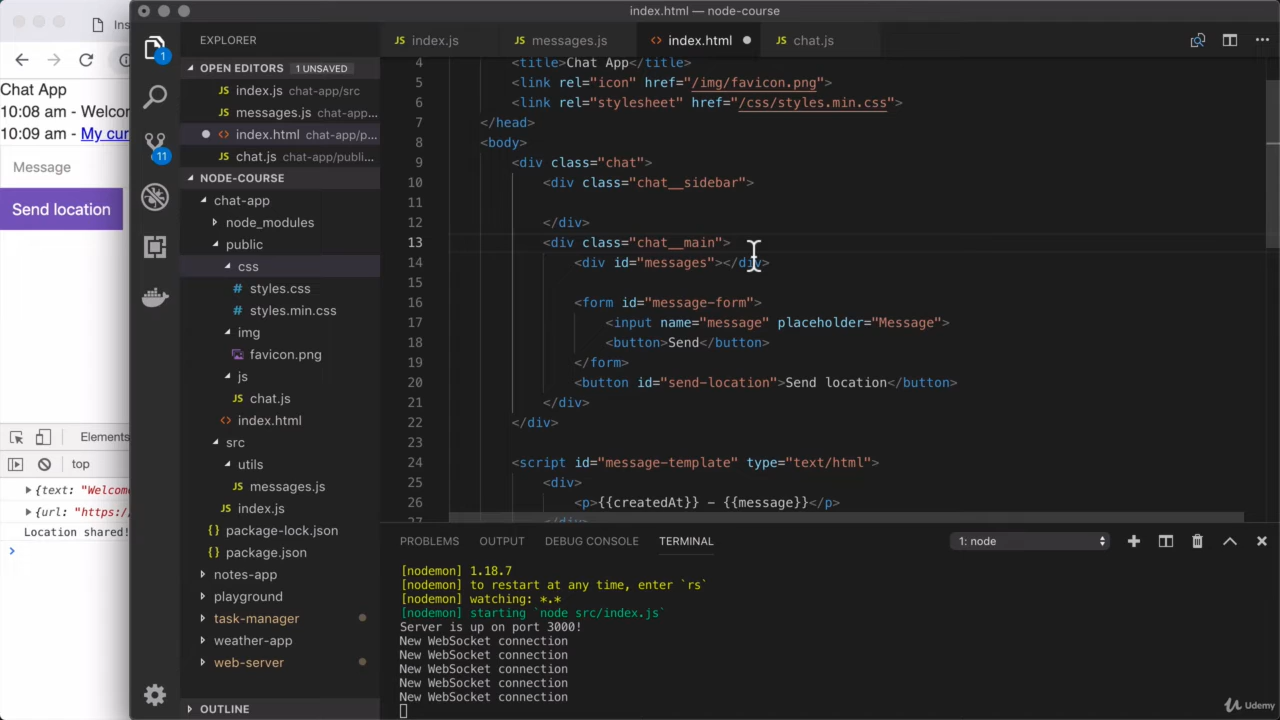 index.html — node-course
Ins
Chat App
10:08 am - Welcon
10:09 am - My cur
Message
Send location
Elements
top
{text: "Welcome
{url: "https:/
Location shared!
EXPLORER
OPEN EDITORS 1 UNSAVED
index.js chat-app/src
messages.js chat-app...
index.html chat-app/p...
chat.js chat-app/publi...
NODE-COURSE
chat-app
node_modules
public
css
styles.css
styles.min.css
img
favicon.png
js
chat.js
index.html
src
utils
messages.js
index.js
package-lock.json
package.json
notes-app
playground
task-manager
weather-app
web-server
OUTLINE
1
11
JS index.js
JS messages.js
index.html
JS chat.js
4 <title>Chat App</title>
5 <link rel="icon" href="/img/favicon.png">
6 <link rel="stylesheet" href="/css/styles.min.css">
7 </head>
8 <body>
9 <div class="chat">
10 <div class="chat__sidebar">
11
12 </div>
13 <div class="chat__main">
14 <div id="messages"></div>
15
16 <form id="message-form">
17 <input name="message" placeholder="Message">
18 <button>Send</button>
19 </form>
20 <button id="send-location">Send location</button>
21 </div>
22 </div>
23
24 <script id="message-template" type="text/html">
25 <div>
26 <p>{{createdAt}} - {{message}}</p>
27 </div>
PROBLEMS OUTPUT DEBUG CONSOLE TERMINAL 1: node
[nodemon] 1.18.7
[nodemon] to restart at any time, enter `rs`
[nodemon] watching: *.*
[nodemon] starting `node src/index.js`
Server is up on port 3000!
New WebSocket connection
New WebSocket connection
New WebSocket connection
New WebSocket connection
New WebSocket connection
Udemy